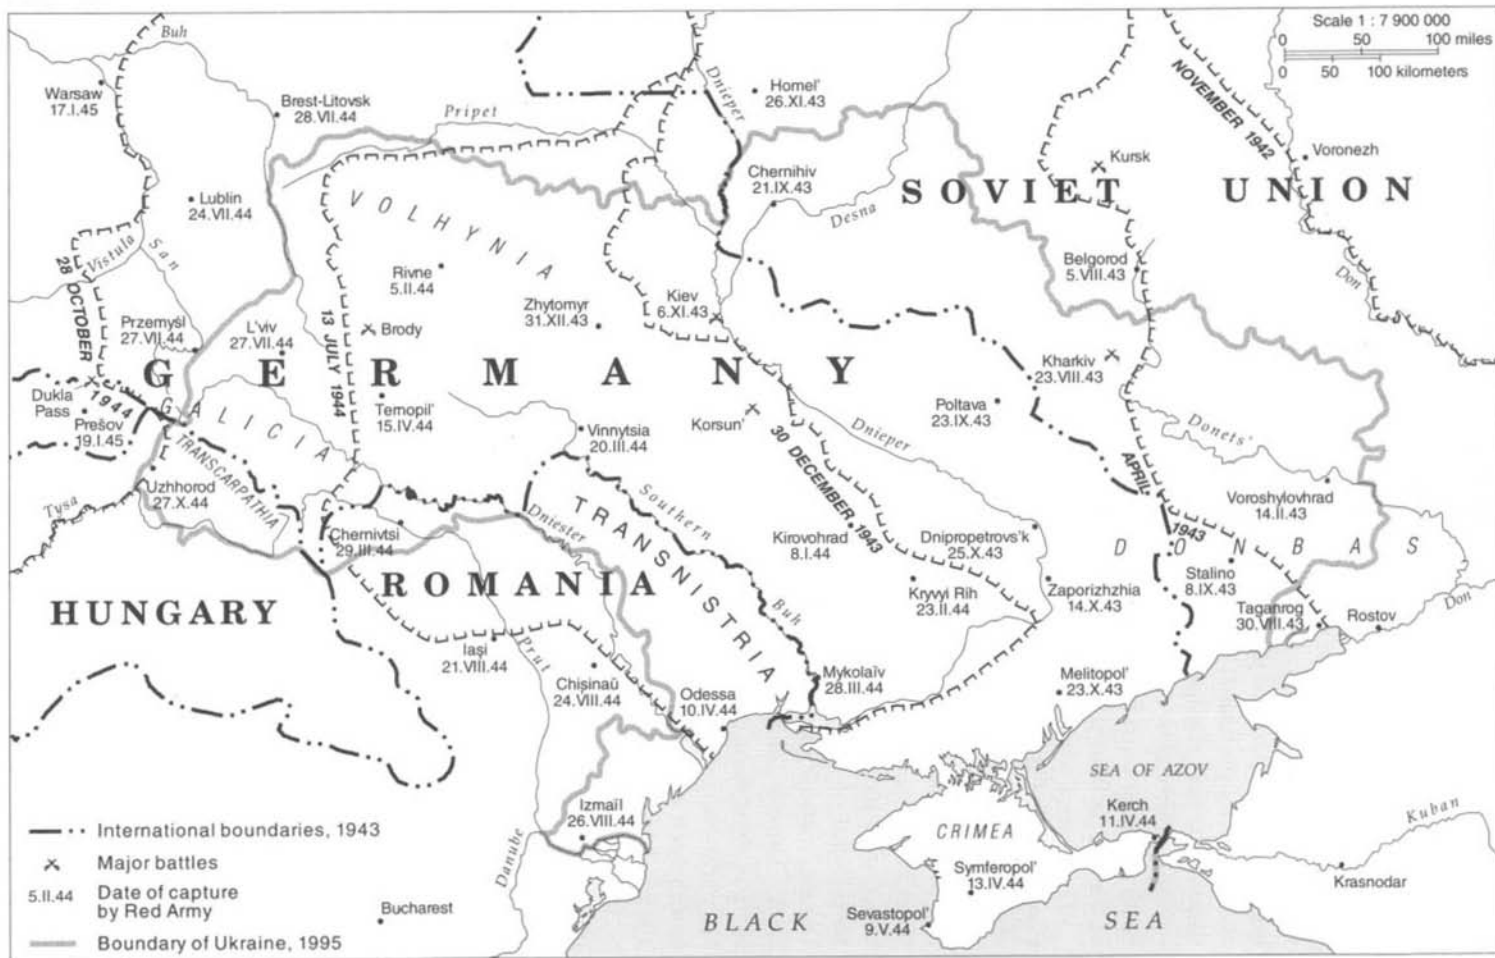 Scale 1 : 7 900 000
0 50 100 miles
0 50 100 kilometers
Buh
Warsaw
17.I.45
Brest-Litovsk
28.VII.44
Pripet
Dnieper
Homel'
26.XI.43
NOVEMBER 1942
Voronezh
Kursk
Chernihiv
21.IX.43
Desna
SOVIET UNION
Lublin
24.VII.44
VOLHYNIA
Vistula
San
28 OCTOBER
1944
Rivne
5.II.44
Belgorod
5.VIII.43
Don
Zhytomyr
31.XII.43
Kiev
6.XI.43
Przemyśl
27.VII.44
L'viv
27.VII.44
13 JULY 1944
Brody
GERMANY
Kharkiv
23.VIII.43
Dukla
Pass
Prešov
19.I.45
GALICIA
Ternopil'
15.IV.44
Vinnytsia
20.III.44
Korsun'
Poltava
23.IX.43
Dnieper
Donets'
30 DECEMBER 1943
APRIL
1943
TRANSCARPATHIA
Tysa
Uzhhorod
27.X.44
Voroshylovhrad
14.II.43
Chernivtsi
29.III.44
Dniester
TRANSNISTRIA
Southern
Buh
Kirovohrad
8.I.44
Dnipropetrovs'k
25.X.43
DONBAS
Stalino
8.IX.43
ROMANIA
HUNGARY
Kryvyi Rih
23.II.44
Zaporizhzhia
14.X.43
Taganrog
30.VIII.43
Rostov
Don
Iaşi
21.VIII.44
Prut
Chişinaŭ
24.VIII.44
Odessa
10.IV.44
Mykolaïv
28.III.44
Melitopol'
23.X.43
SEA OF AZOV
Izmaïl
26.VIII.44
Danube
CRIMEA
Kerch
11.IV.44
Kuban
Symferopol'
13.IV.44
Krasnodar
Bucharest
BLACK SEA
Sevastopol'
9.V.44
International boundaries, 1943
Major battles
5.II.44 Date of capture
by Red Army
Boundary of Ukraine, 1995